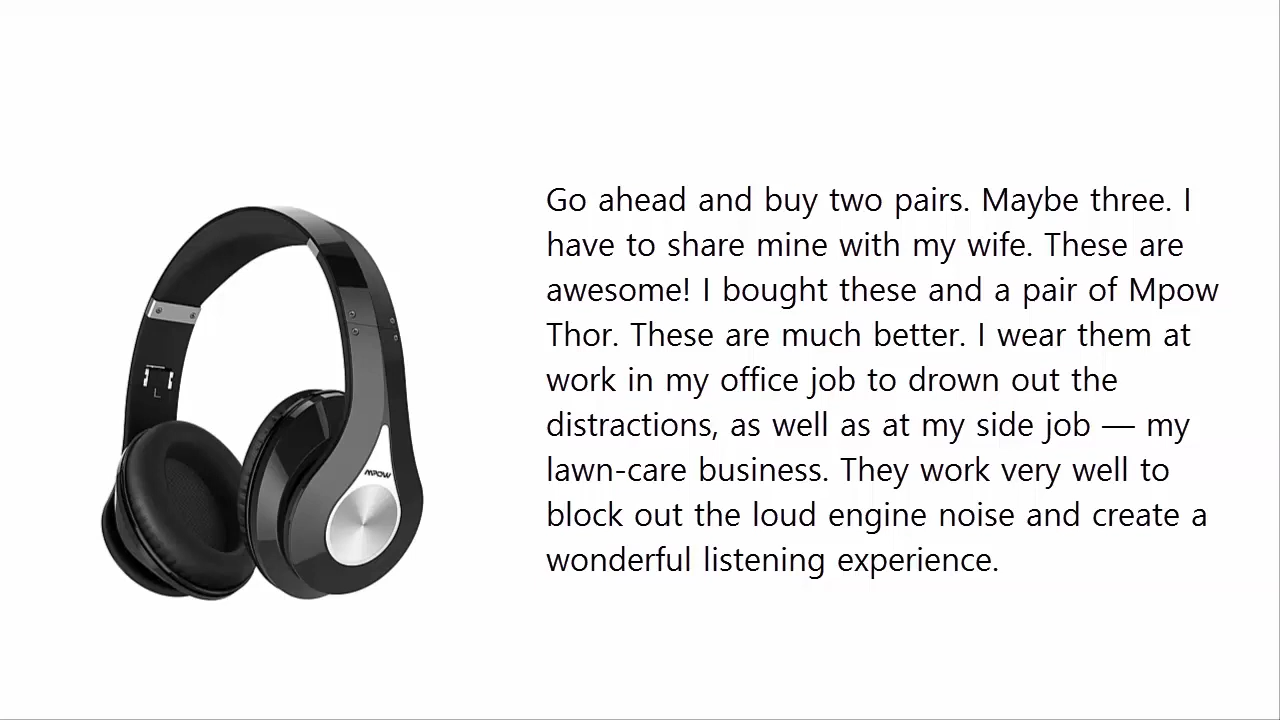 MPOW
L
Go ahead and buy two pairs. Maybe three. I
have to share mine with my wife. These are
awesome! I bought these and a pair of Mpow
Thor. These are much better. I wear them at
work in my office job to drown out the
distractions, as well as at my side job — my
lawn-care business. They work very well to
block out the loud engine noise and create a
wonderful listening experience.